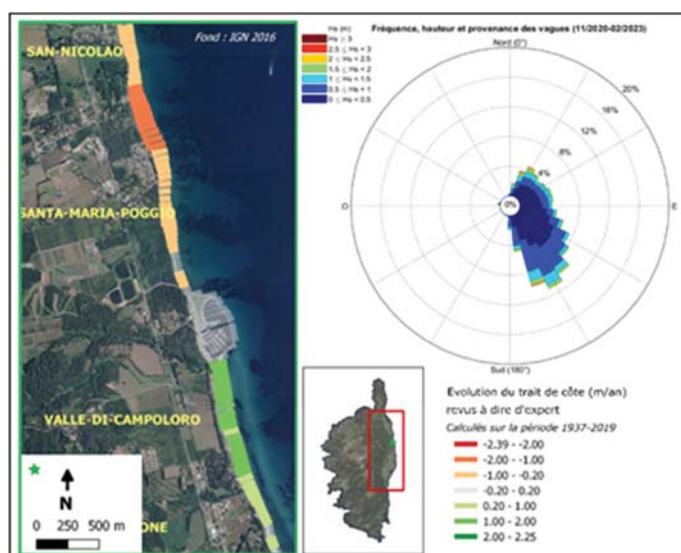 Fond : IGN 2016
SAN-NICOLAO
SANTA-MARIA-POGGIO
VALLE-DI-CAMPOLORO
ONE
N
0 250 500 m
Hs (m)
Hs ≥ 3
2.5 ≤ Hs < 3
2 ≤ Hs < 2.5
1.5 ≤ Hs < 2
1 ≤ Hs < 1.5
0.5 ≤ Hs < 1
0 ≤ Hs < 0.5
Fréquence, hauteur et provenance des vagues (11/2020-02/2023)
Nord (0°)
20%
16%
12%
8%
4%
0%
O
E
Sud (180°)
Evolution du trait de côte (m/an)
revus à dire d'expert
Calculés sur la période 1937-2019
-2.39 - -2.00
-2.00 - -1.00
-1.00 - -0.20
-0.20 - 0.20
0.20 - 1.00
1.00 - 2.00
2.00 - 2.25